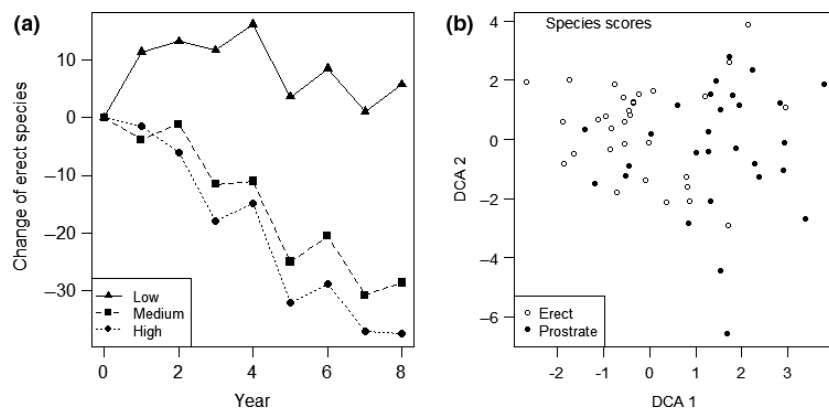 (a)
Change of erect species
10
0
−10
−20
−30
Low
Medium
High
0
2
4
6
8
Year
(b)
Species scores
DCA 2
4
2
0
−2
−4
−6
Erect
Prostrate
-2
-1
0
1
2
3
DCA 1